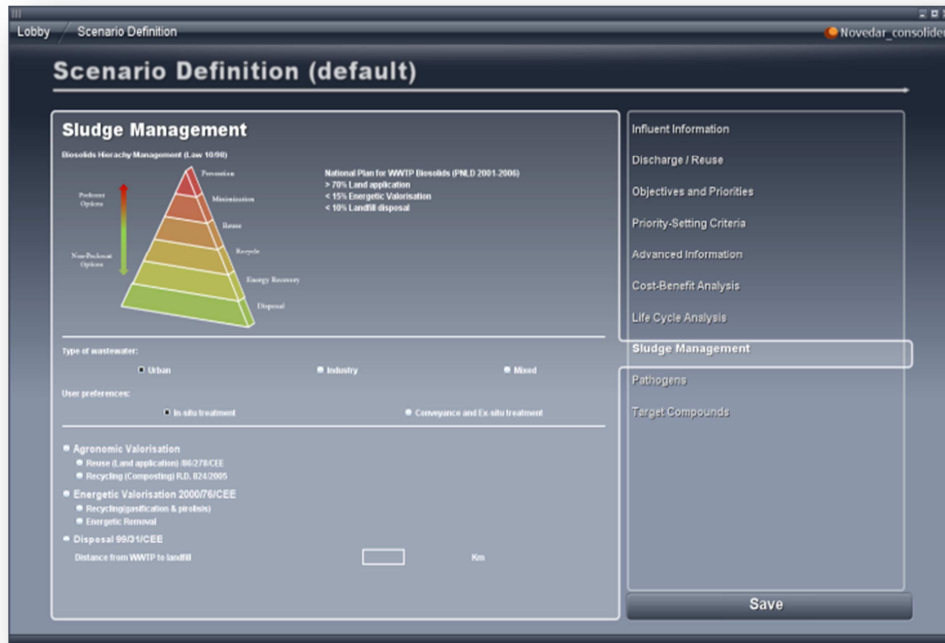 Lobby / Scenario Definition
Novedar_consolider
Scenario Definition (default)
Sludge Management
Biosolids Hierachy Management (Law 10/98)
Preferent
Options
Non-Preferent
Options
Prevention
Minimization
Reuse
Recycle
Energy Recovery
Disposal
National Plan for WWTP Biosolids (PNLD 2001-2006)
> 70% Land application
< 15% Energetic Valorisation
< 10% Landfill disposal
Type of wastewater:
Urban Industry Mixed
User preferences:
In-situ treatment Conveyance and Ex-situ treatment
Agronomic Valorisation
Reuse (Land application) /86/278/CEE
Recycling (Composting) R.D. 824/2005
Energetic Valorisation 2000/76/CEE
Recycling(gasification & pirolisis)
Energetic Removal
Disposal 99/31/CEE
Distance from WWTP to landfill Km
Influent Information
Discharge / Reuse
Objectives and Priorities
Priority-Setting Criteria
Advanced Information
Cost-Benefit Analysis
Life Cycle Analysis
Sludge Management
Pathogens
Target Compounds
Save